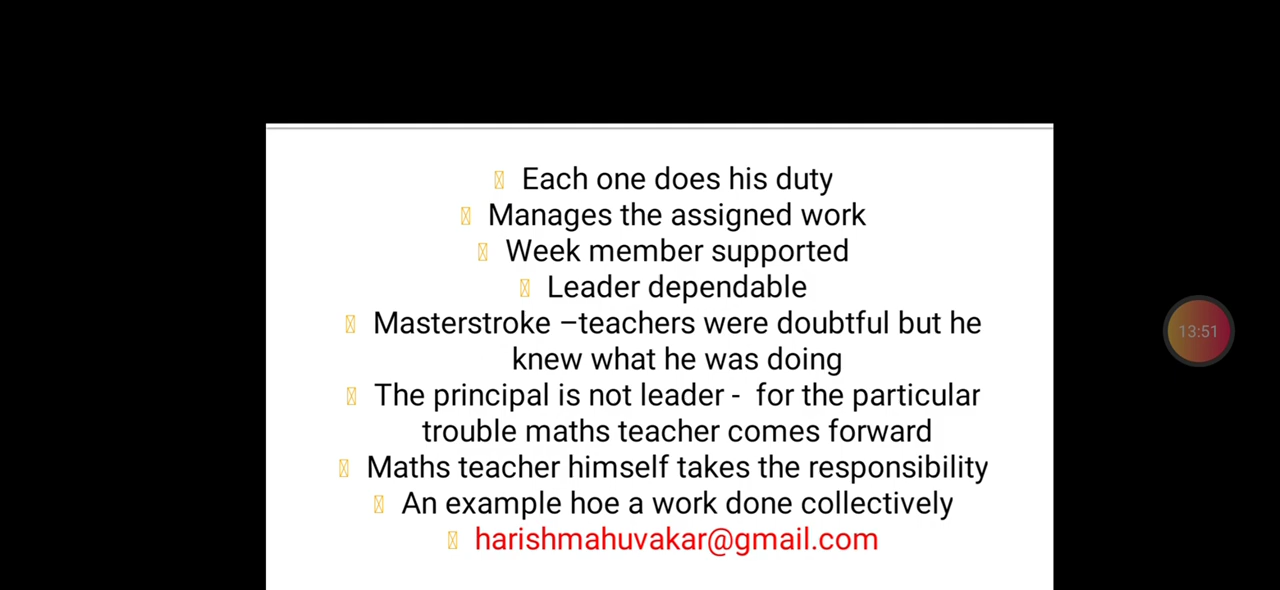 Each one does his duty
Manages the assigned work
Week member supported
Leader dependable
Masterstroke –teachers were doubtful but he
knew what he was doing
The principal is not leader -  for the particular
trouble maths teacher comes forward
Maths teacher himself takes the responsibility
An example hoe a work done collectively
harishmahuvakar@gmail.com
13:51